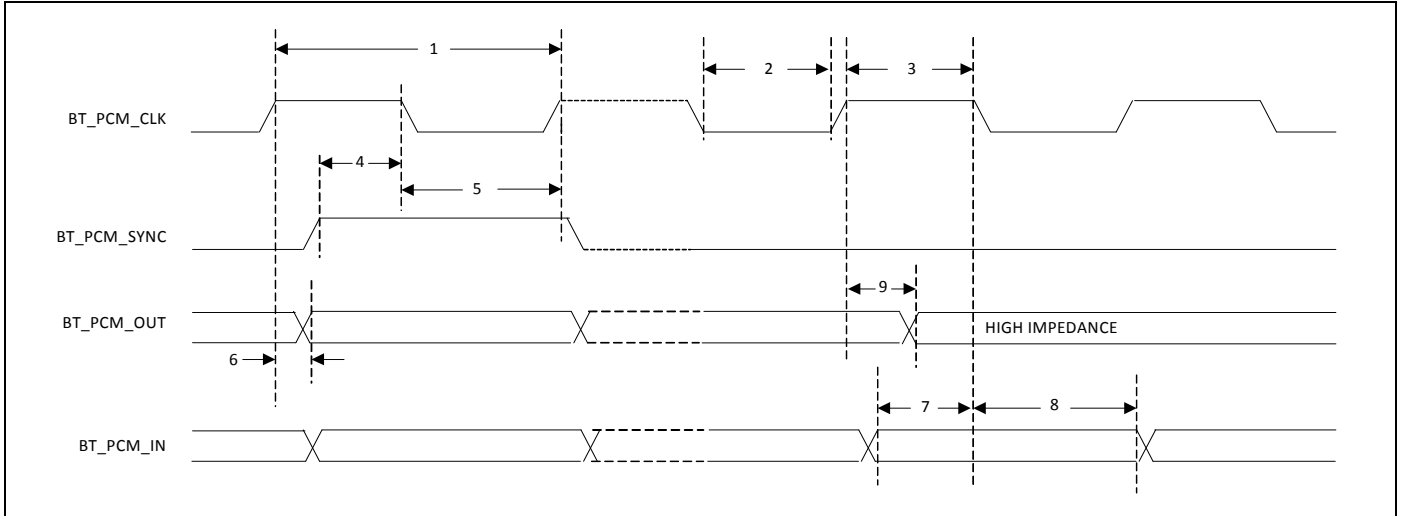 1
2
3
BT_PCM_CLK
4
5
BT_PCM_SYNC
9
BT_PCM_OUT
HIGH IMPEDANCE
6
7
8
BT_PCM_IN